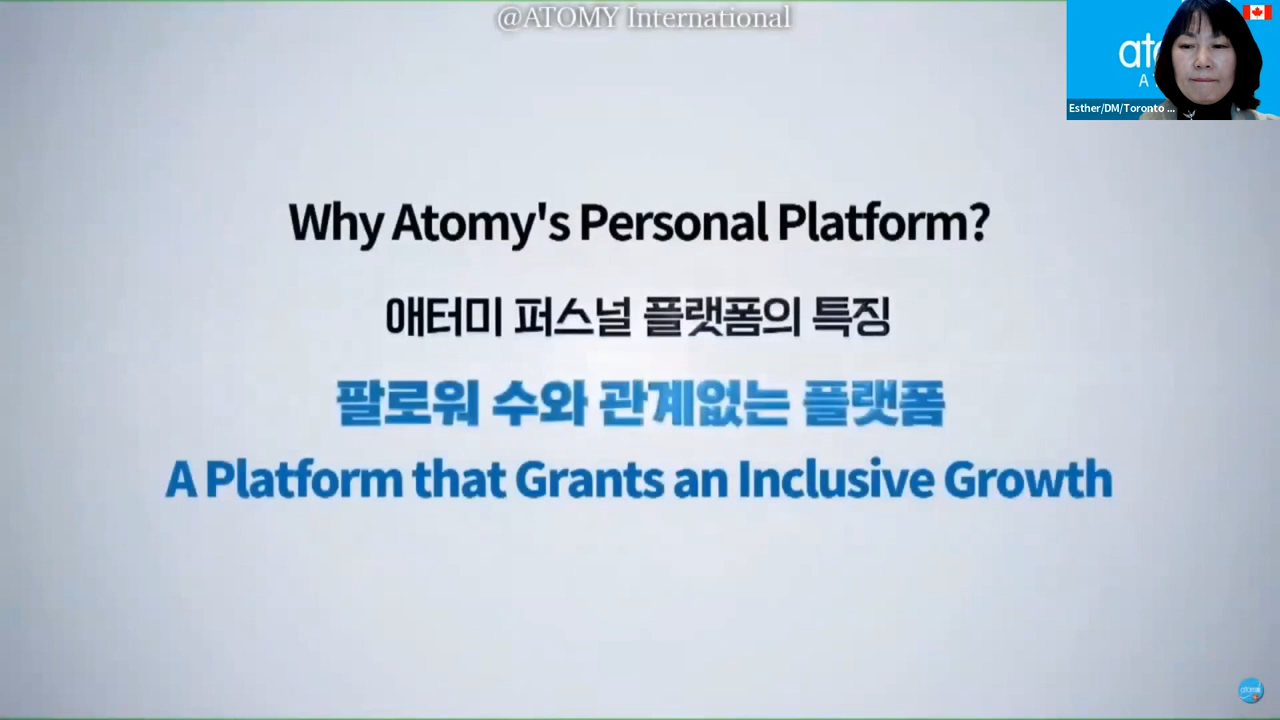 @ATOMY International
Esther/DM/Toronto ...
Why Atomy's Personal Platform?
애터미 퍼스널 플랫폼의 특징
팔로워 수와 관계없는 플랫폼
A Platform that Grants an Inclusive Growth